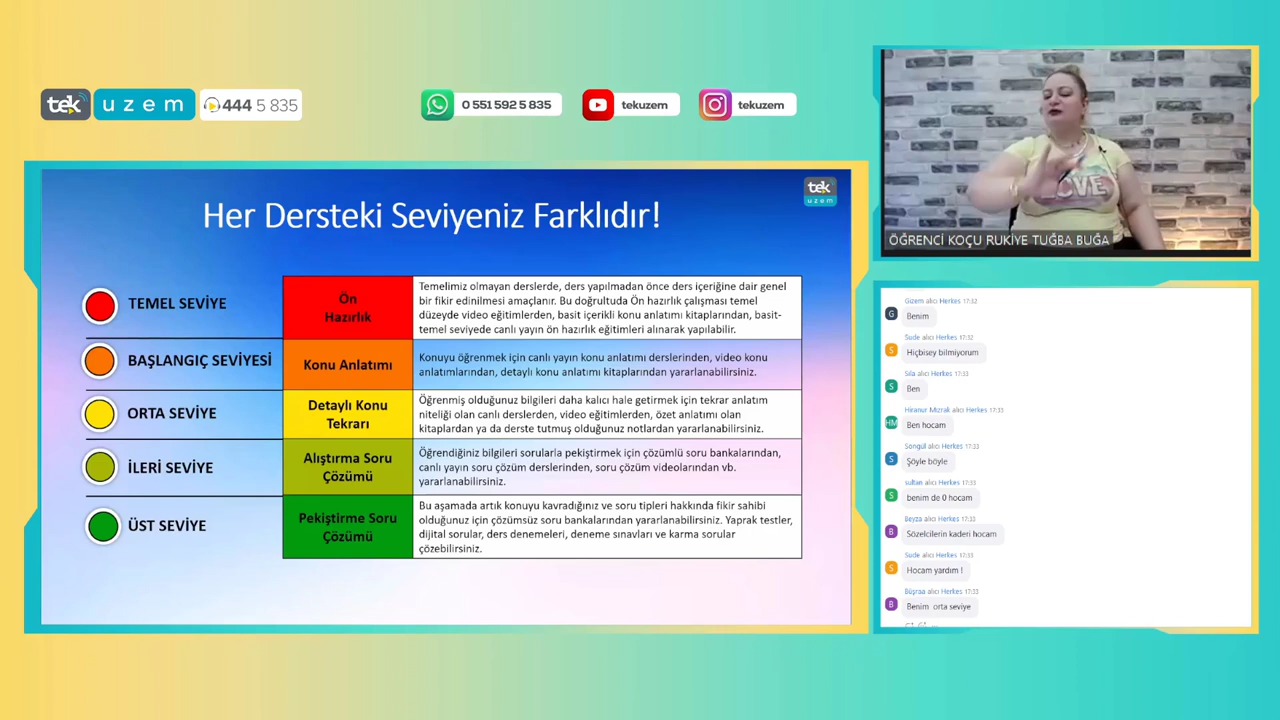 tek uzem 444 5 835
0 551 592 5 835
tekuzem
tekuzem
tek
uzem
Her Dersteki Seviyeniz Farklıdır!
TEMEL SEVİYE
Ön
Hazırlık
Temelimiz olmayan derslerde, ders yapılmadan önce ders içeriğine dair genel
bir fikir edinilmesi amaçlanır. Bu doğrultuda Ön hazırlık çalışması temel
düzeyde video eğitimlerden, basit içerikli konu anlatımı kitaplarından, basit-
temel seviyede canlı yayın ön hazırlık eğitimleri alınarak yapılabilir.
BAŞLANGIÇ SEVİYESİ
Konu Anlatımı
Konuyu öğrenmek için canlı yayın konu anlatımı derslerinden, video konu
anlatımlarından, detaylı konu anlatımı kitaplarından yararlanabilirsiniz.
ORTA SEVİYE
Detaylı Konu
Tekrarı
Öğrenmiş olduğunuz bilgileri daha kalıcı hale getirmek için tekrar anlatım
niteliği olan canlı derslerden, video eğitimlerden, özet anlatımı olan
kitaplardan ya da derste tutmuş olduğunuz notlardan yararlanabilirsiniz.
İLERİ SEVİYE
Alıştırma Soru
Çözümü
Öğrendiğiniz bilgileri sorularla pekiştirmek için çözümlü soru bankalarından,
canlı yayın soru çözüm derslerinden, soru çözüm videolarından vb.
yararlanabilirsiniz.
ÜST SEVİYE
Pekiştirme Soru
Çözümü
Bu aşamada artık konuyu kavradığınız ve soru tipleri hakkında fikir sahibi
olduğunuz için çözümsüz soru bankalarından yararlanabilirsiniz. Yaprak testler,
dijital sorular, ders denemeleri, deneme sınavları ve karma sorular
çözebilirsiniz.
LOVE
ÖĞRENCİ KOÇU RUKİYE TUĞBA BUĞA
Gizem alıcı Herkes 17:32
G Benim
Sude alıcı Herkes 17:32
S Hiçbisey bilmiyorum
Sıla alıcı Herkes 17:33
S Ben
Hiranur Mızrak alıcı Herkes 17:33
HM Ben hocam
Songül alıcı Herkes 17:33
S Şöyle böyle
sultan alıcı Herkes 17:33
S benim de 0 hocam
Beyza alıcı Herkes 17:33
B Sözelcilerin kaderi hocam
Sude alıcı Herkes 17:33
S Hocam yardım !
Büşraa alıcı Herkes 17:33
B Benim orta seviye